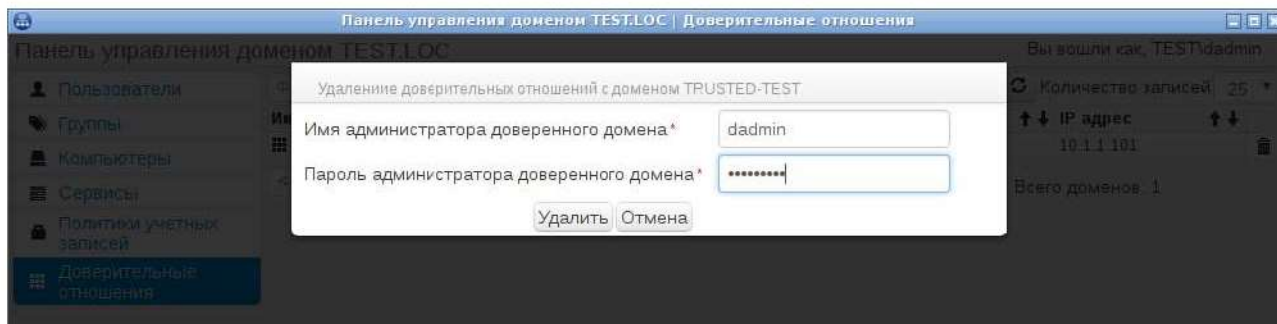 Панель управления доменом TEST.LOC | Доверительные отношения
Панель управления доменом TEST.LOC
Вы вошли как, TEST\dadmin
Пользователи
Группы
Компьютеры
Сервисы
Политики учетных
записей
Доверительные
отношения
Удалениие доверительных отношений с доменом TRUSTED-TEST
Имя администратора доверенного домена*
dadmin
Пароль администратора доверенного домена*
•••••••••
Удалить Отмена
Количество записей 25
IP адрес
10.1.1.101
Всего доменов: 1